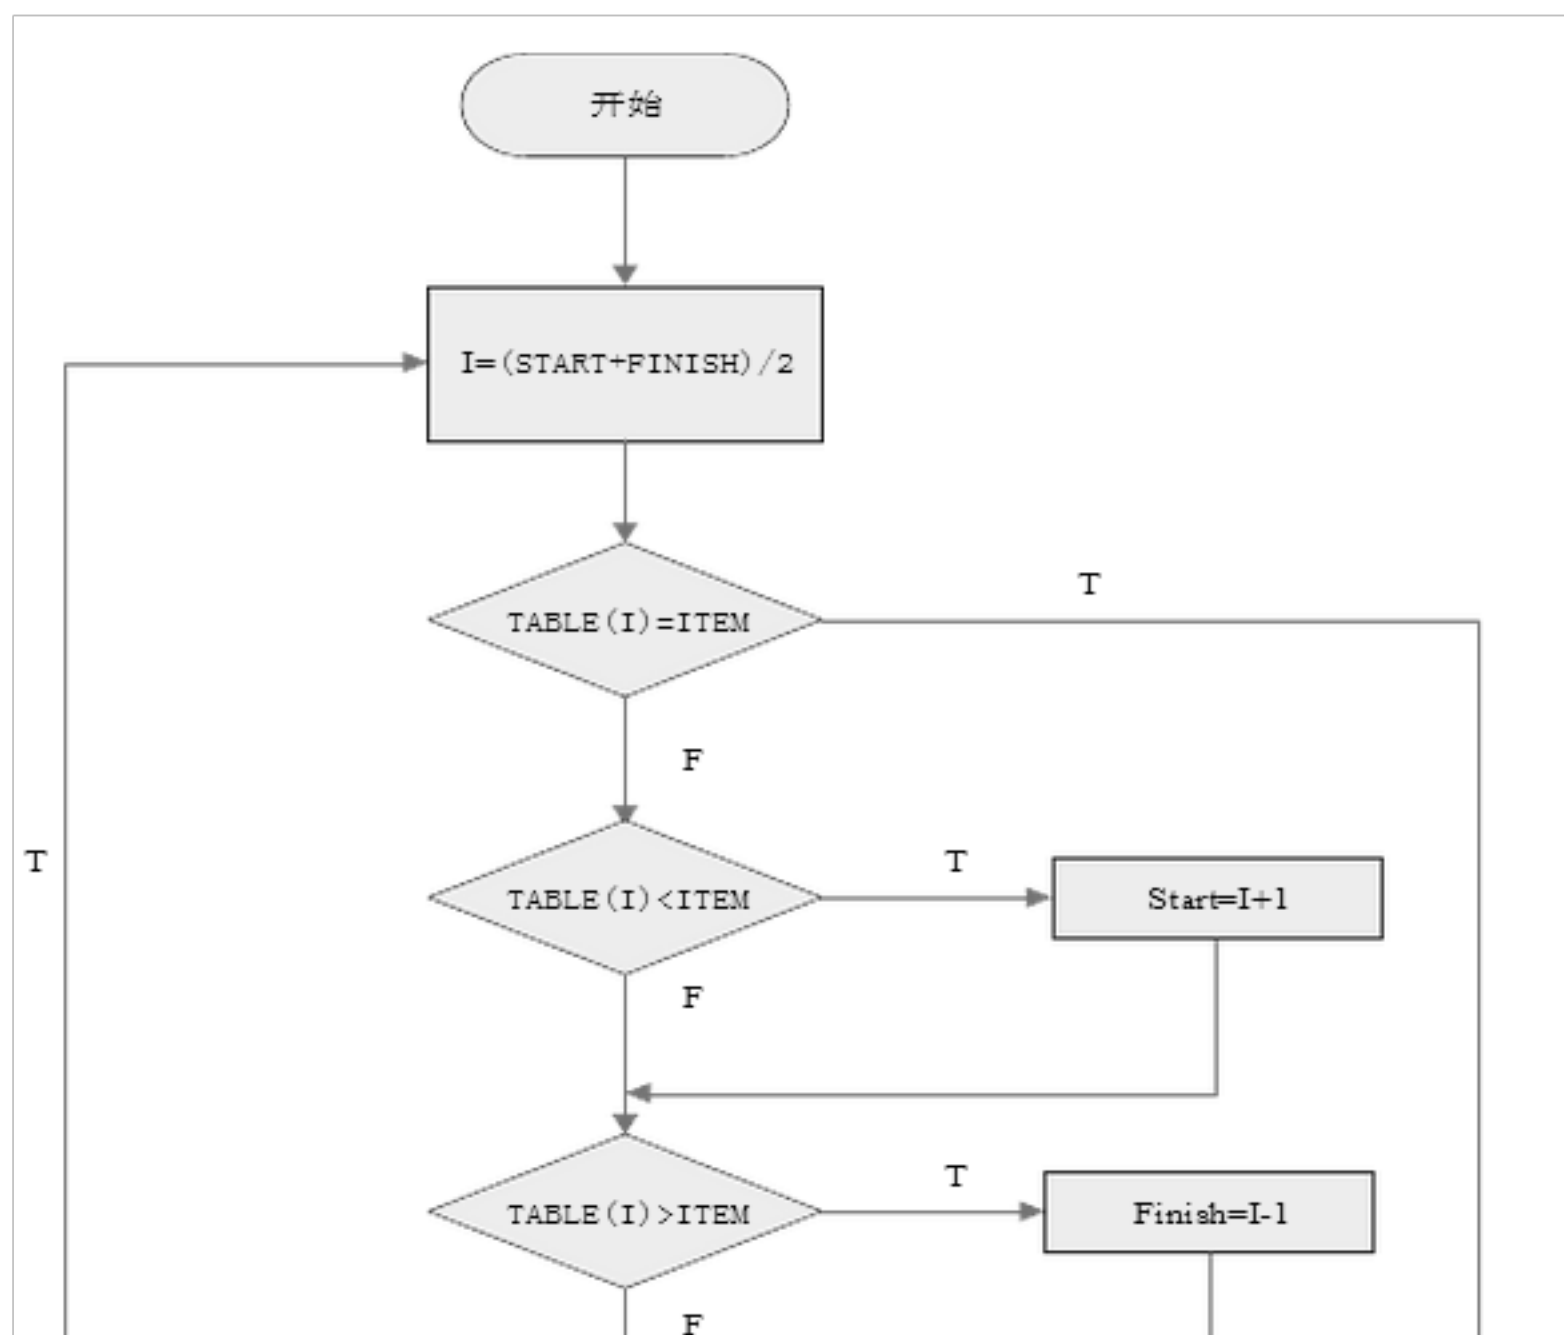 开始
I=(START+FINISH)/2
T
TABLE(I)=ITEM
F
T
T
TABLE(I)<ITEM
Start=I+1
F
T
TABLE(I)>ITEM
Finish=I-1
F